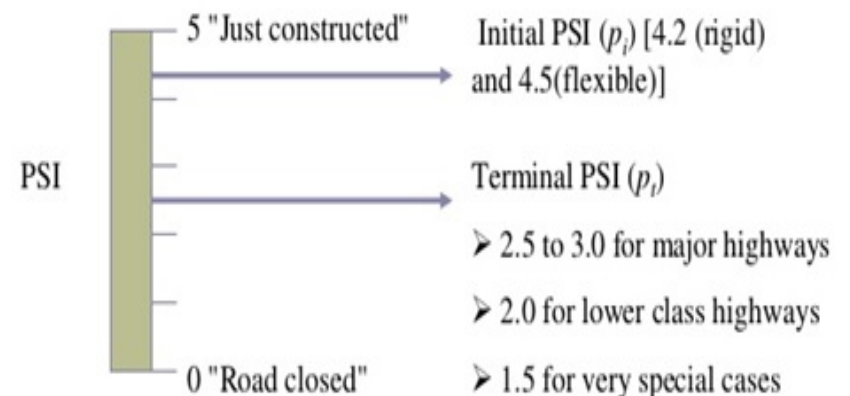 5 "Just constructed"
Initial PSI (pᵢ) [4.2 (rigid)
and 4.5(flexible)]
PSI
Terminal PSI (pₜ)
➢ 2.5 to 3.0 for major highways
➢ 2.0 for lower class highways
0 "Road closed"
➢ 1.5 for very special cases